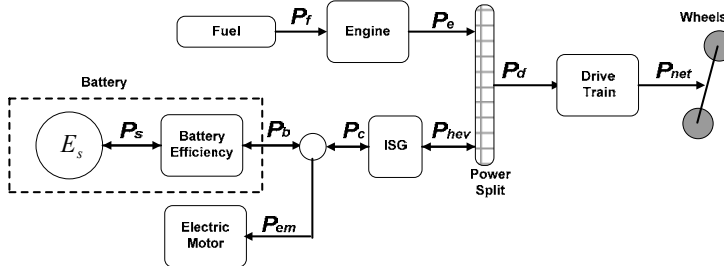 Fuel
P_f
Engine
P_e
Wheels
P_d
Drive
Train
P_net
Battery
E_s
P_s
Battery
Efficiency
P_b
P_c
ISG
P_hev
Power
Split
Electric
Motor
P_em